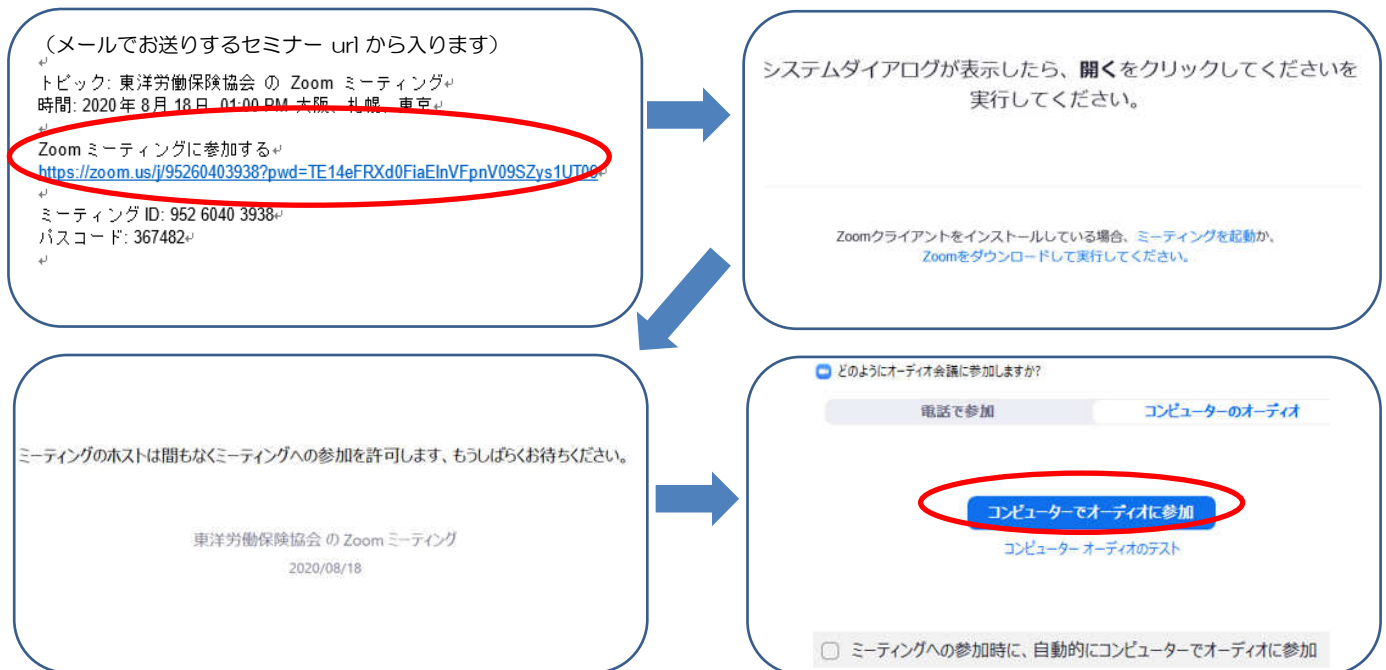 （メールでお送りするセミナー url から入ります）
トピック: 東洋労働保険協会 の Zoom ミーティング
時間: 2020年 8月 18日 01:00 PM 大阪、札幌、東京
Zoom ミーティングに参加する
https://zoom.us/j/95260403938?pwd=TE14eFRXd0FiaElnVFpnV09SZys1UT09
ミーティング ID: 952 6040 3938
パスコード: 367482
システムダイアログが表示したら、開くをクリックしてくださいを
実行してください。
Zoomクライアントをインストールしている場合、ミーティングを起動か、
Zoomをダウンロードして実行してください。
ミーティングのホストは間もなくミーティングへの参加を許可します、もうしばらくお待ちください。
東洋労働保険協会 の Zoom ミーティング
2020/08/18
どのようにオーディオ会議に参加しますか?
電話で参加 コンピューターのオーディオ
コンピューターでオーディオに参加
コンピューター オーディオのテスト
ミーティングへの参加時に、自動的にコンピューターでオーディオに参加